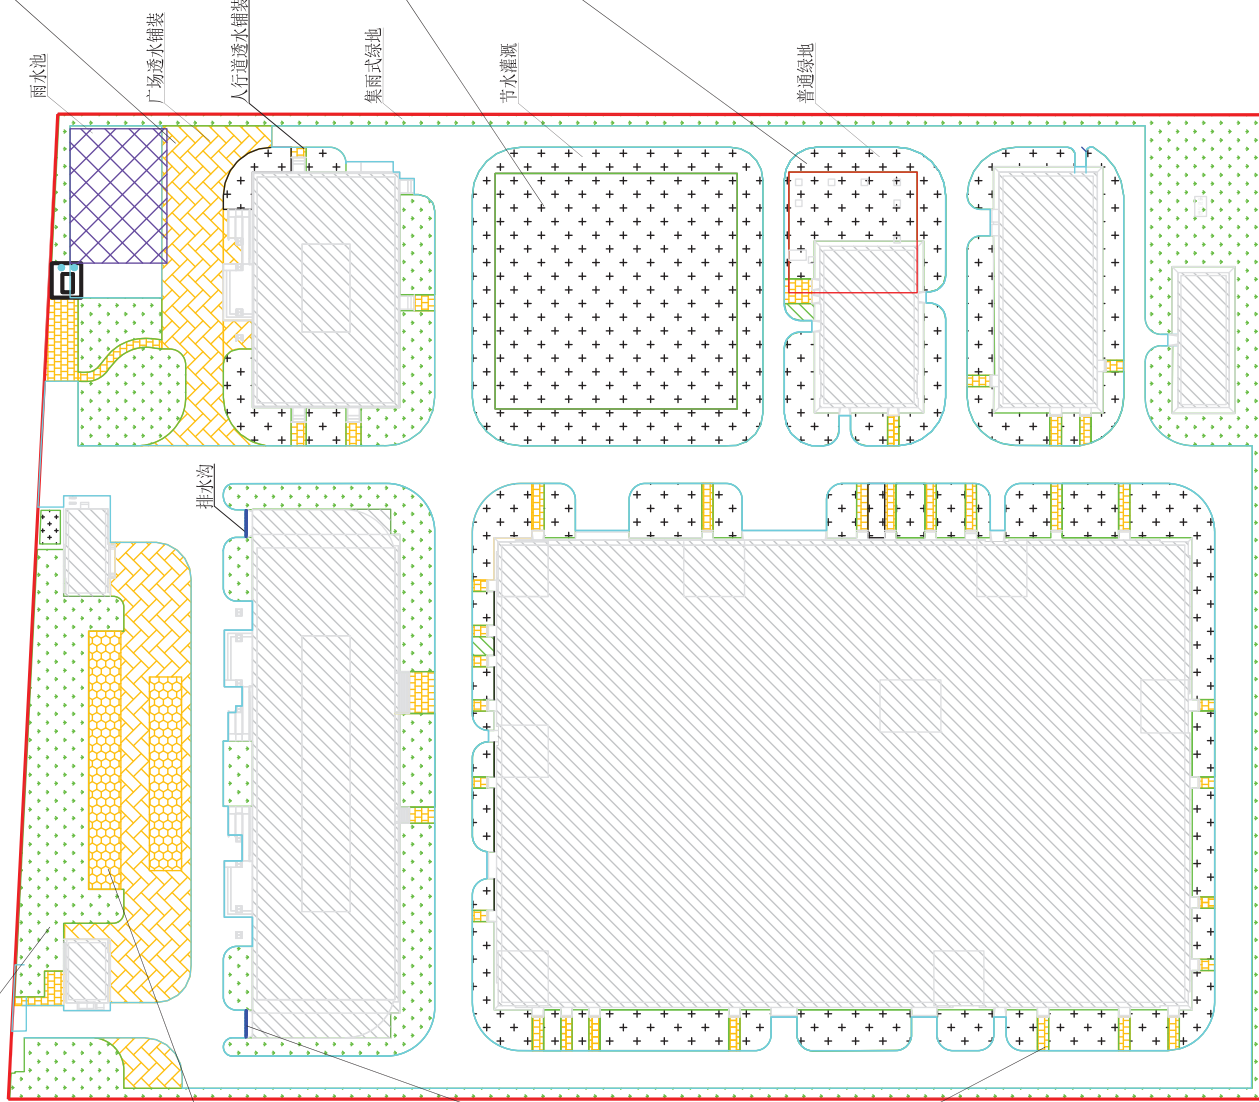 雨水池
广场透水铺装
人行道透水铺装
集雨式绿地
节水灌溉
普通绿地
排水沟